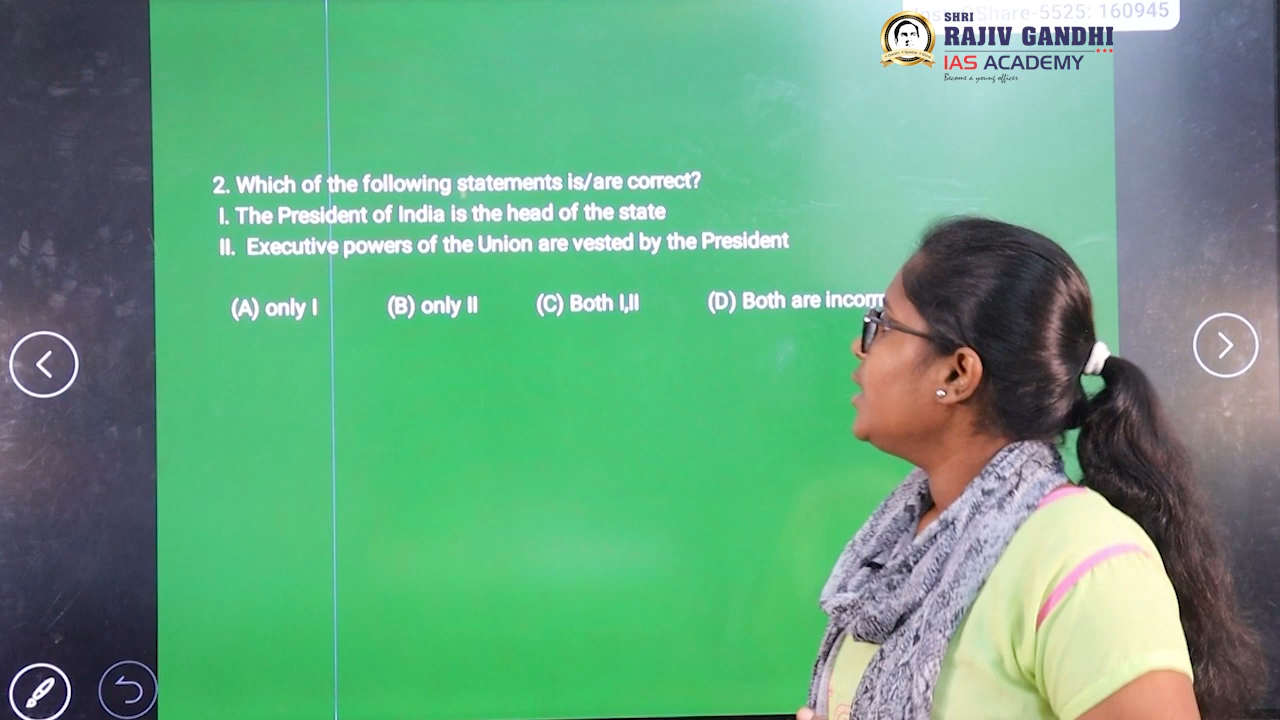 Share-5525: 160945
SHRI
RAJIV GANDHI
IAS ACADEMY
Become a young officer
2. Which of the following statements is/are correct?
I. The President of India is the head of the state
II. Executive powers of the Union are vested by the President
(A) only I (B) only II (C) Both I,II (D) Both are